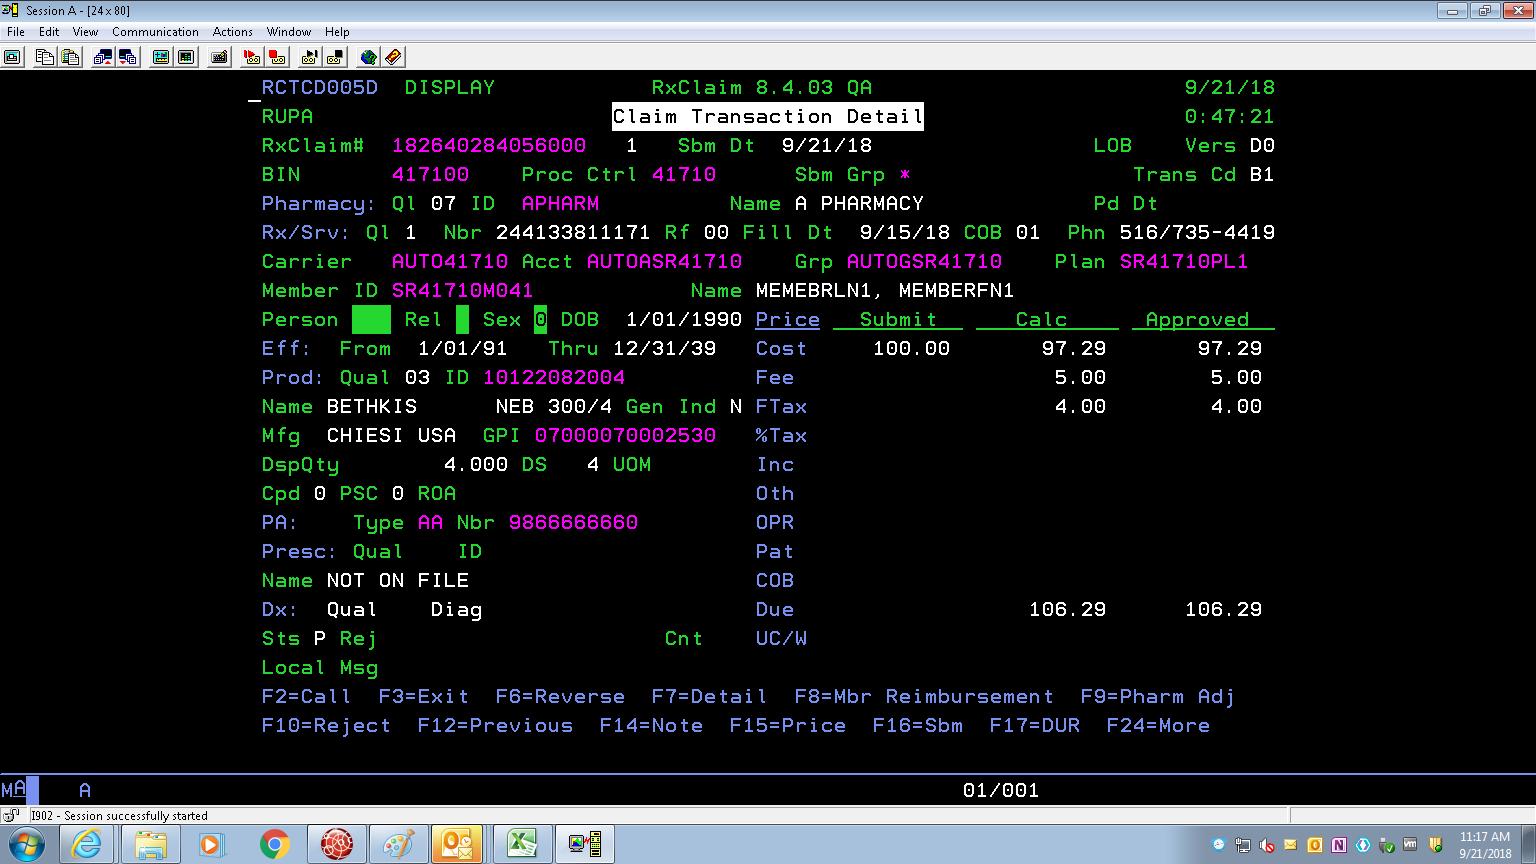 Session A - [24 x 80]
File Edit View Communication Actions Window Help
RCTCD005D DISPLAY RxClaim 8.4.03 QA 9/21/18
RUPA Claim Transaction Detail 0:47:21
RxClaim# 182640284056000 1 Sbm Dt 9/21/18 LOB Vers D0
BIN 417100 Proc Ctrl 41710 Sbm Grp * Trans Cd B1
Pharmacy: Ql 07 ID APHARM Name A PHARMACY Pd Dt
Rx/Srv: Ql 1 Nbr 244133811171 Rf 00 Fill Dt 9/15/18 COB 01 Phn 516/735-4419
Carrier AUTO41710 Acct AUTOASR41710 Grp AUTOGSR41710 Plan SR41710PL1
Member ID SR41710M041 Name MEMEBRLN1, MEMBERFN1
Person Rel Sex 0 DOB 1/01/1990 Price Submit Calc Approved
Eff: From 1/01/91 Thru 12/31/39 Cost 100.00 97.29 97.29
Prod: Qual 03 ID 10122082004 Fee 5.00 5.00
Name BETHKIS NEB 300/4 Gen Ind N FTax 4.00 4.00
Mfg CHIESI USA GPI 07000070002530 %Tax
DspQty 4.000 DS 4 UOM Inc
Cpd 0 PSC 0 ROA Oth
PA: Type AA Nbr 9866666660 OPR
Presc: Qual ID Pat
Name NOT ON FILE COB
Dx: Qual Diag Due 106.29 106.29
Sts P Rej Cnt UC/W
Local Msg
F2=Call F3=Exit F6=Reverse F7=Detail F8=Mbr Reimbursement F9=Pharm Adj
F10=Reject F12=Previous F14=Note F15=Price F16=Sbm F17=DUR F24=More
MA A 01/001
I902 - Session successfully started
11:17 AM
9/21/2018